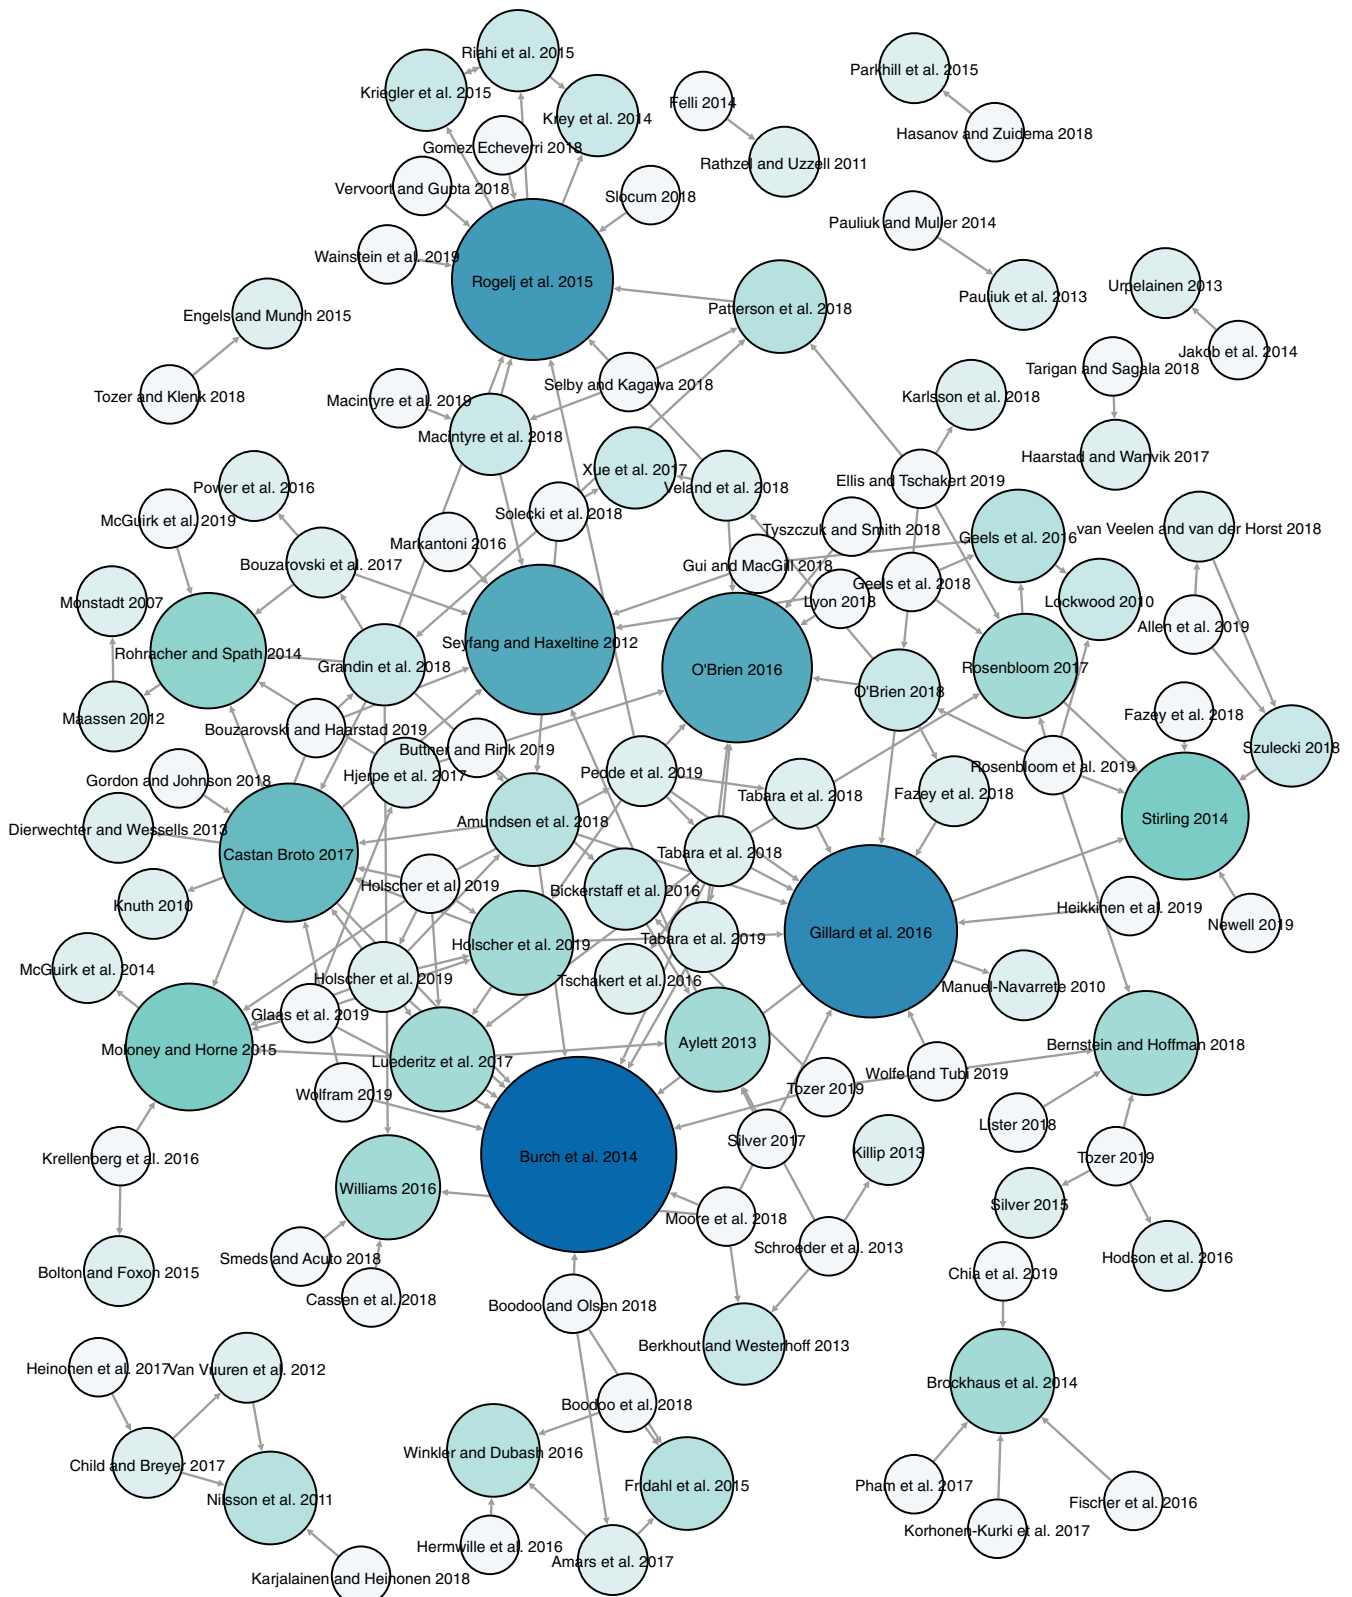 Riahi et al. 2015
Parkhill et al. 2015
Kriegler et al. 2015
Felli 2014
Krey et al. 2014
Hasanov and Zuidema 2018
Gomez Echeverri 2018
Rathzel and Uzzell 2011
Vervoort and Gupta 2018
Slocum 2018
Pauliuk and Muller 2014
Wainstein et al. 2019
Rogelj et al. 2015
Urpelainen 2013
Pauliuk et al. 2013
Patterson et al. 2018
Engels and Munch 2015
Jakob et al. 2014
Tarigan and Sagala 2018
Selby and Kagawa 2018
Tozer and Klenk 2018
Karlsson et al. 2018
Macintyre et al. 2019
Macintyre et al. 2018
Haarstad and Wanvik 2017
Xue et al. 2017
Ellis and Tschakert 2019
Veland et al. 2018
Power et al. 2016
Solecki et al. 2018
McGuirk et al. 2019
Tyszczuk and Smith 2018
van Veelen and van der Horst 2018
Geels et al. 2016
Markantoni 2016
Bouzarovski et al. 2017
Gui and MacGill 2018
Geels et al. 2018
Monstadt 2007
Lyon 2018
Lockwood 2010
Allen et al. 2019
Seyfang and Haxeltine 2012
Rohracher and Spath 2014
Grandin et al. 2018
O'Brien 2016
Rosenbloom 2017
O'Brien 2018
Maassen 2012
Fazey et al. 2018
Bouzarovski and Haarstad 2019
Buttner and Rink 2019
Szulecki 2018
Rosenbloom et al. 2019
Pedde et al. 2019
Hjerpe et al. 2017
Gordon and Johnson 2018
Tabara et al. 2018
Fazey et al. 2018
Stirling 2014
Amundsen et al. 2018
Dierwechter and Wessells 2013
Castan Broto 2017
Tabara et al. 2018
Holscher et al. 2019
Bickerstaff et al. 2016
Knuth 2010
Heikkinen et al. 2019
Newell 2019
Gillard et al. 2016
Tabara et al. 2019
Holscher et al. 2019
McGuirk et al. 2014
Holscher et al. 2019
Tschakert et al. 2016
Manuel-Navarrete 2010
Glaas et al. 2019
Aylett 2013
Bernstein and Hoffman 2018
Moloney and Horne 2015
Luederitz et al. 2017
Wolfe and Tubi 2019
Tozer 2019
Wolfram 2019
Lister 2018
Silver 2017
Killip 2013
Burch et al. 2014
Tozer 2019
Krellenberg et al. 2016
Williams 2016
Silver 2015
Moore et al. 2018
Schroeder et al. 2013
Smeds and Acuto 2018
Hodson et al. 2016
Bolton and Foxon 2015
Chia et al. 2019
Cassen et al. 2018
Boodoo and Olsen 2018
Berkhout and Westerhoff 2013
Heinonen et al. 2017
Van Vuuren et al. 2012
Brockhaus et al. 2014
Boodoo et al. 2018
Winkler and Dubash 2016
Child and Breyer 2017
Fridahl et al. 2015
Pham et al. 2017
Nilsson et al. 2011
Fischer et al. 2016
Korhonen-Kurki et al. 2017
Hermwille et al. 2016
Amars et al. 2017
Karjalainen and Heinonen 2018